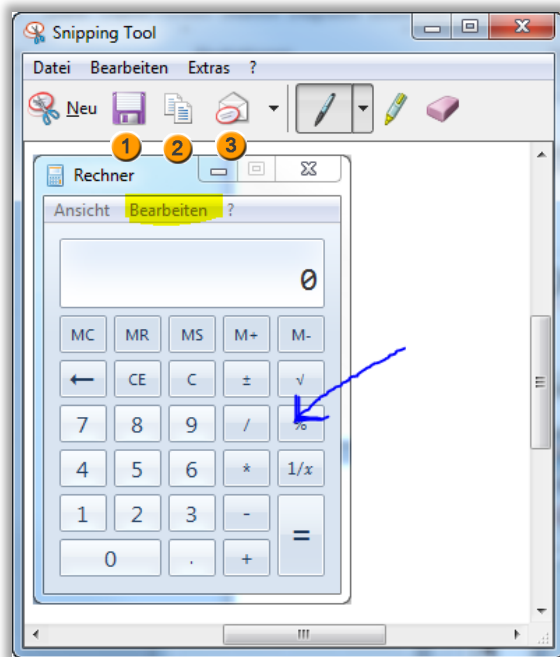 Snipping Tool
Datei Bearbeiten Extras ?
Neu
1 2 3
Rechner
Ansicht Bearbeiten ?
0
MC MR MS M+ M-
← CE C ± √
7 8 9 / %
4 5 6 * 1/x
1 2 3 - =
0 . +